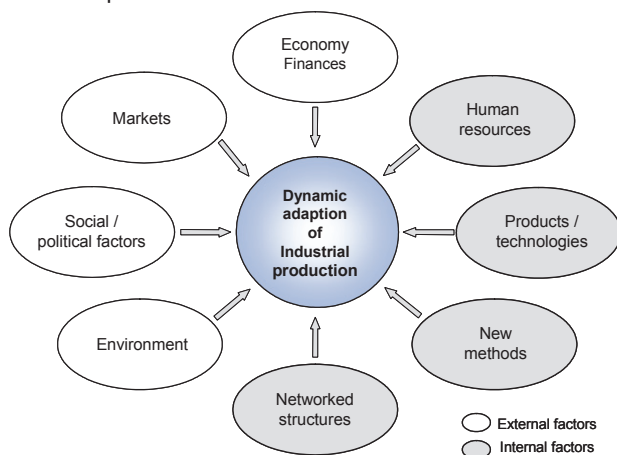 Economy
Finances
Markets
Human
resources
Social /
political factors
Dynamic
adaption
of
Industrial
production
Products /
technologies
Environment
New
methods
Networked
structures
External factors
Internal factors